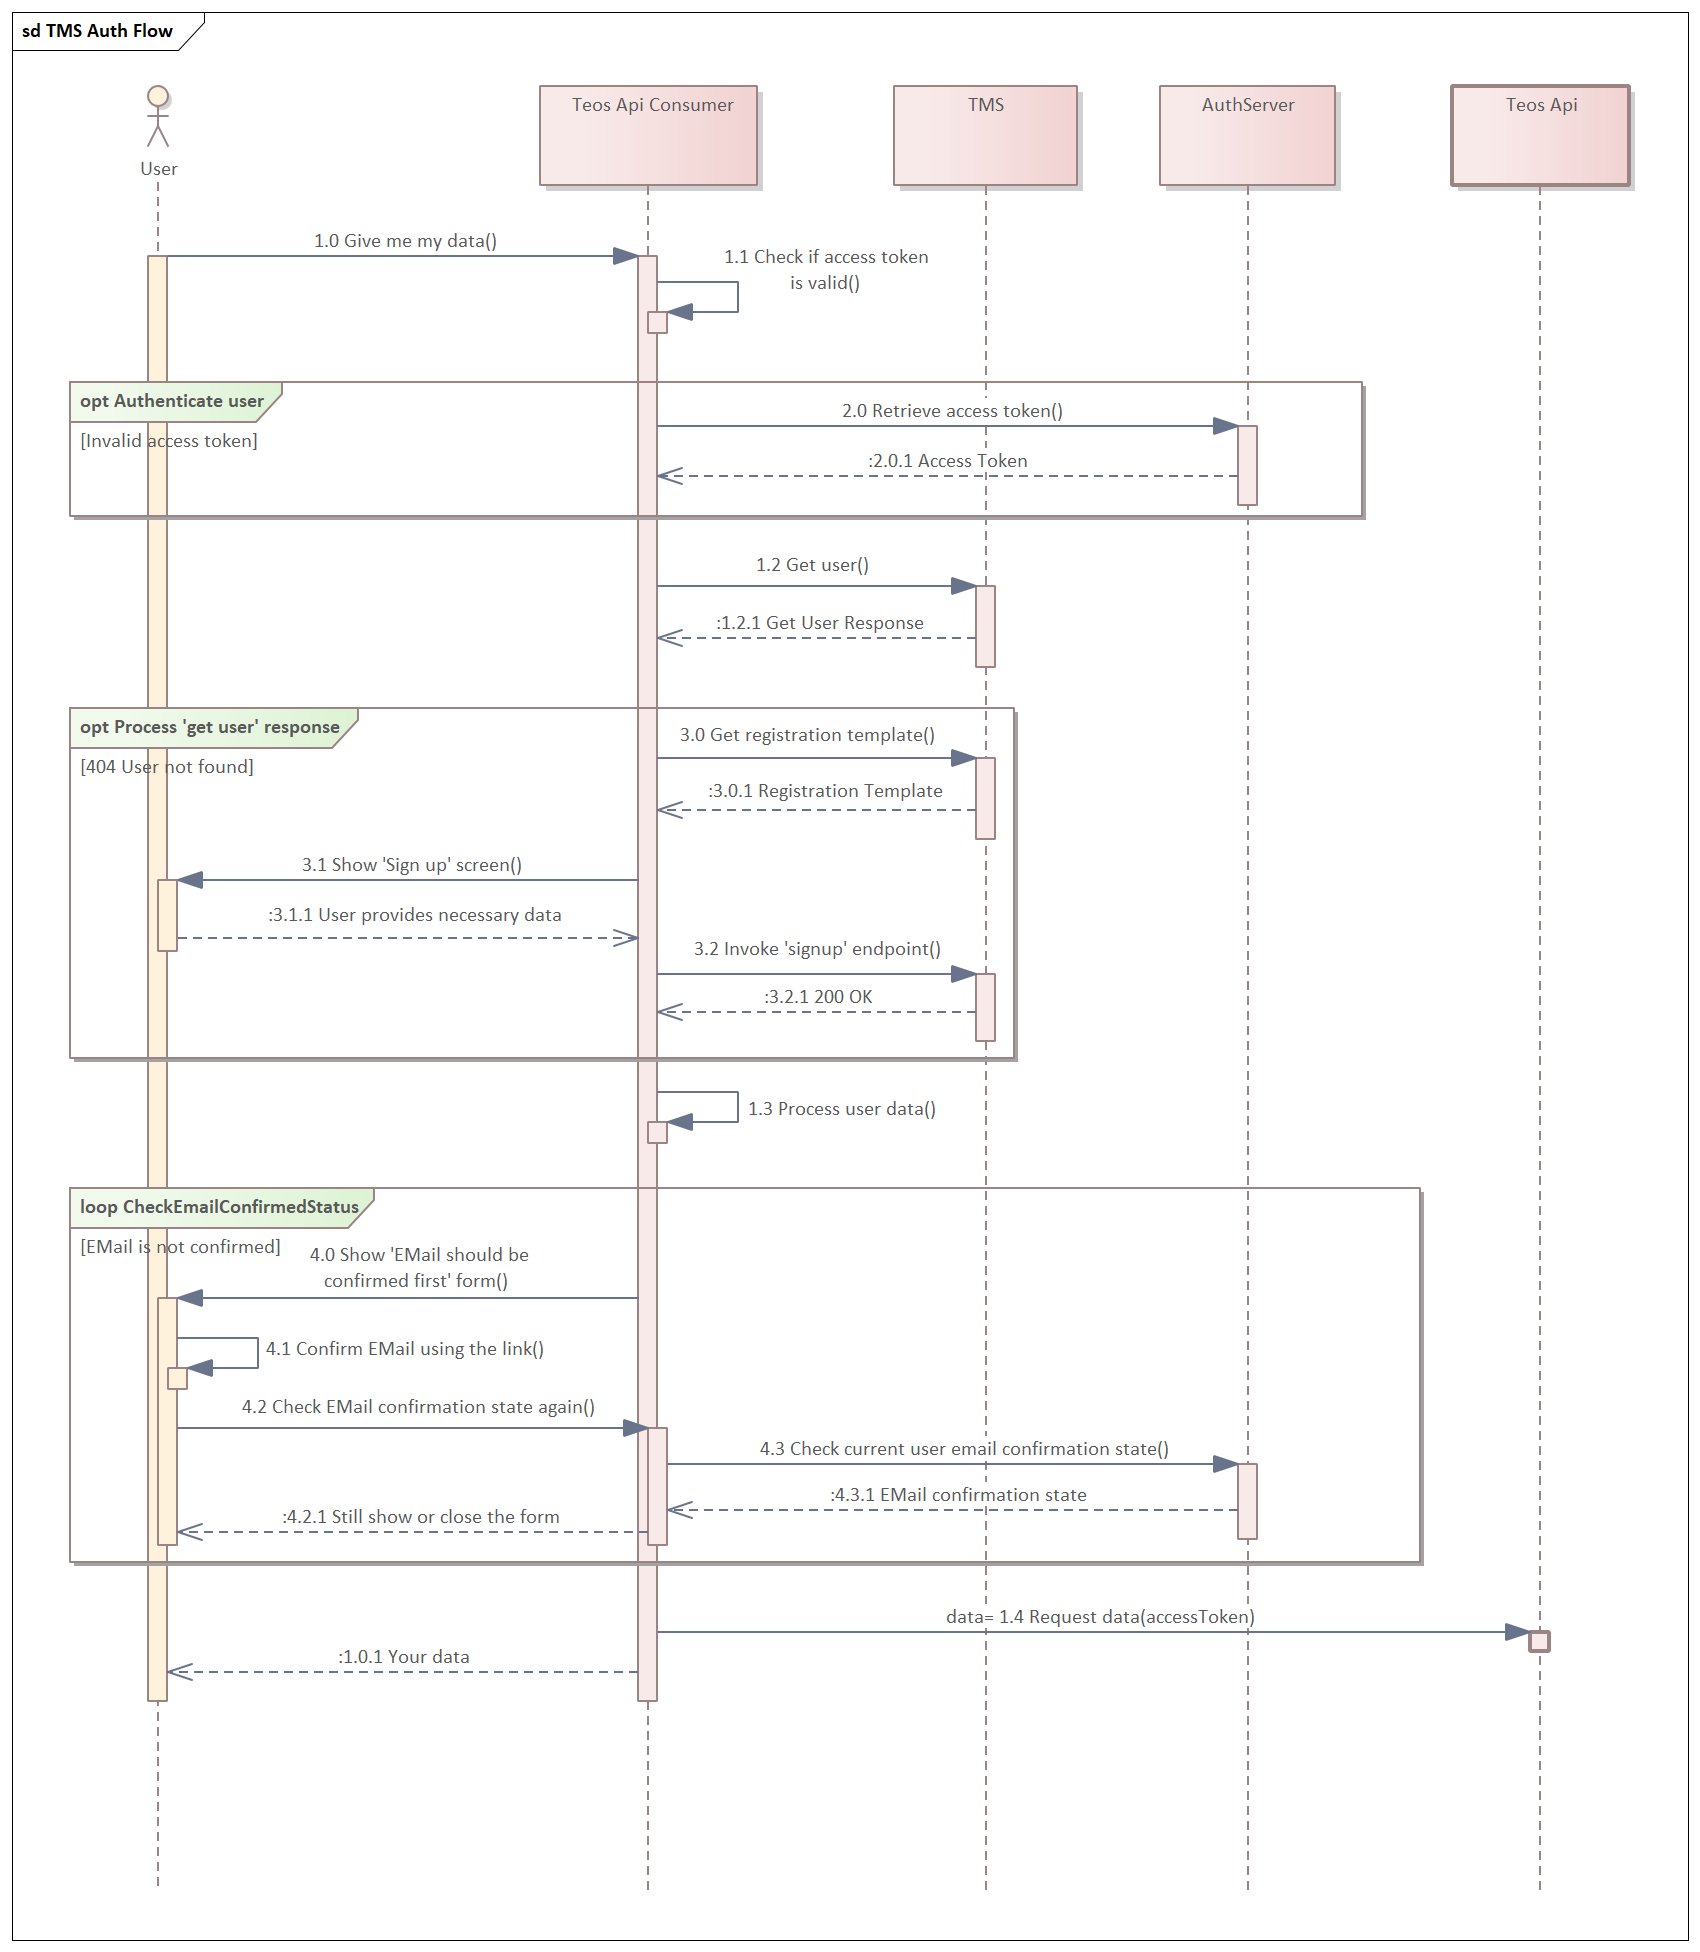 sd TMS Auth Flow
User
Teos Api Consumer
TMS
AuthServer
Teos Api
1.0 Give me my data()
1.1 Check if access token
is valid()
opt Authenticate user
[Invalid access token]
2.0 Retrieve access token()
:2.0.1 Access Token
1.2 Get user()
:1.2.1 Get User Response
opt Process 'get user' response
[404 User not found]
3.0 Get registration template()
:3.0.1 Registration Template
3.1 Show 'Sign up' screen()
:3.1.1 User provides necessary data
3.2 Invoke 'signup' endpoint()
:3.2.1 200 OK
1.3 Process user data()
loop CheckEmailConfirmedStatus
[EMail is not confirmed]
4.0 Show 'EMail should be
confirmed first' form()
4.1 Confirm EMail using the link()
4.2 Check EMail confirmation state again()
4.3 Check current user email confirmation state()
:4.3.1 EMail confirmation state
:4.2.1 Still show or close the form
data= 1.4 Request data(accessToken)
:1.0.1 Your data